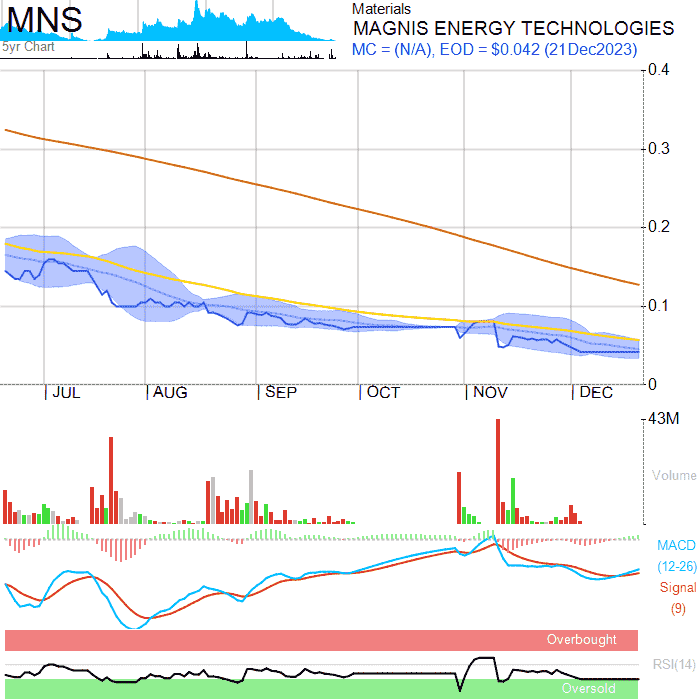 MNS
5yr Chart
Materials
MAGNIS ENERGY TECHNOLOGIES
MC = (N/A), EOD = $0.042 (21Dec2023)
0.4
0.3
0.2
0.1
0
JUL AUG SEP OCT NOV DEC
43M
Volume
MACD
(12-26)
Signal
(9)
Overbought
RSI(14)
Oversold